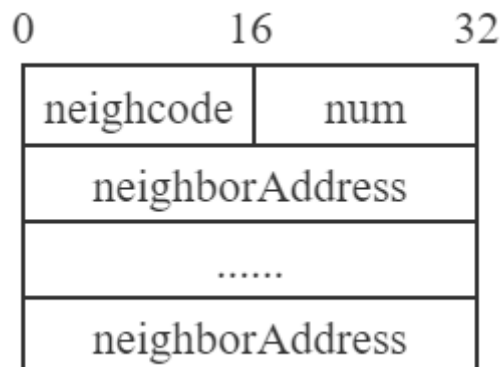 0 16 32
neighcode num
neighborAddress
......
neighborAddress